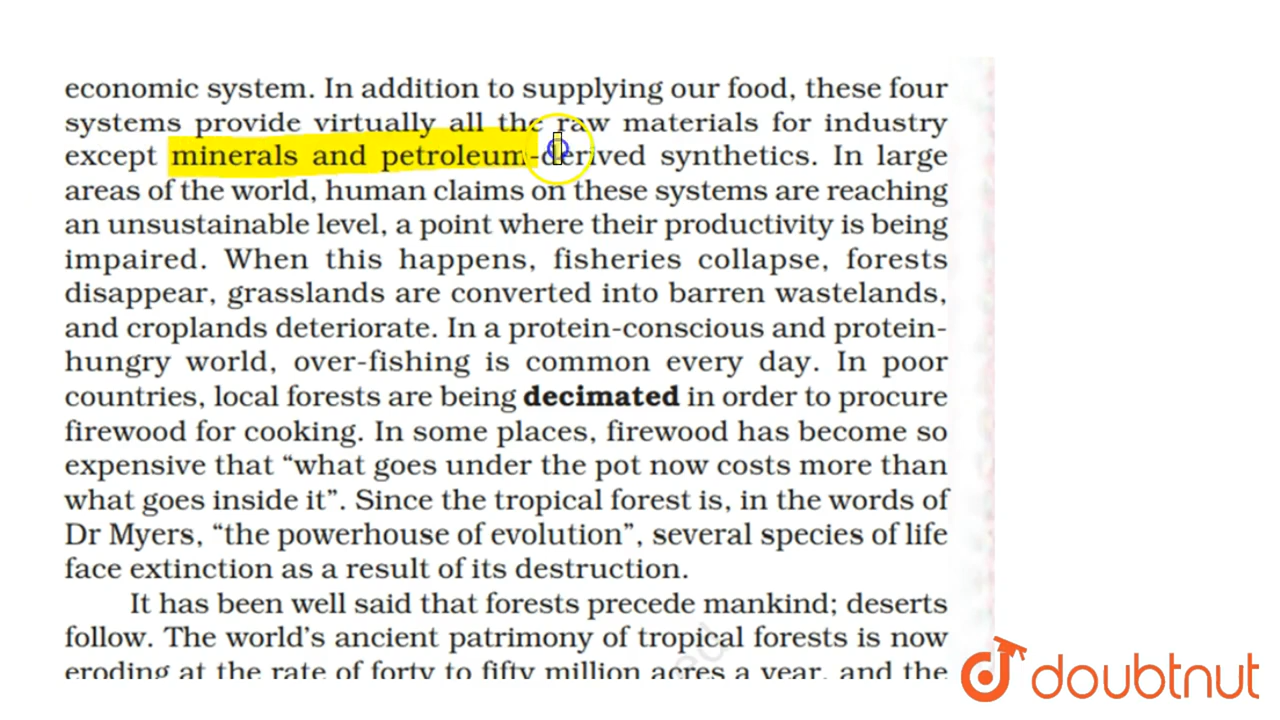 economic system. In addition to supplying our food, these four
systems provide virtually all the raw materials for industry
except minerals and petroleum-derived synthetics. In large
areas of the world, human claims on these systems are reaching
an unsustainable level, a point where their productivity is being
impaired. When this happens, fisheries collapse, forests
disappear, grasslands are converted into barren wastelands,
and croplands deteriorate. In a protein-conscious and protein-
hungry world, over-fishing is common every day. In poor
countries, local forests are being decimated in order to procure
firewood for cooking. In some places, firewood has become so
expensive that “what goes under the pot now costs more than
what goes inside it”. Since the tropical forest is, in the words of
Dr Myers, “the powerhouse of evolution”, several species of life
face extinction as a result of its destruction.
It has been well said that forests precede mankind; deserts
follow. The world’s ancient patrimony of tropical forests is now
eroding at the rate of forty to fifty million acres a year, and the
ed
doubtnut